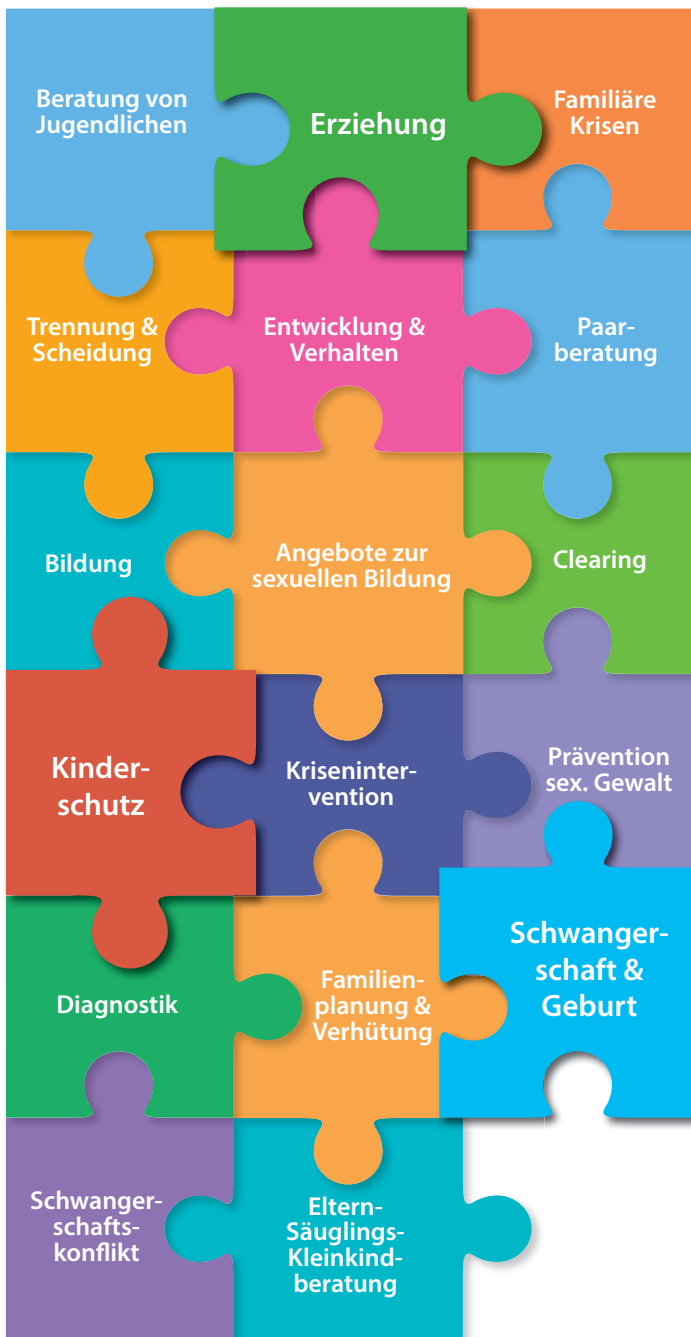 Beratung von
Jugendlichen
Erziehung
Familiäre
Krisen
Trennung &
Scheidung
Entwicklung &
Verhalten
Paar-
beratung
Bildung
Angebote zur
sexuellen Bildung
Clearing
Kinder-
schutz
Kriseninter-
vention
Prävention
sex. Gewalt
Diagnostik
Familien-
planung &
Verhütung
Schwanger-
schaft &
Geburt
Schwanger-
schafts-
konflikt
Eltern-
Säuglings-
Kleinkind-
beratung